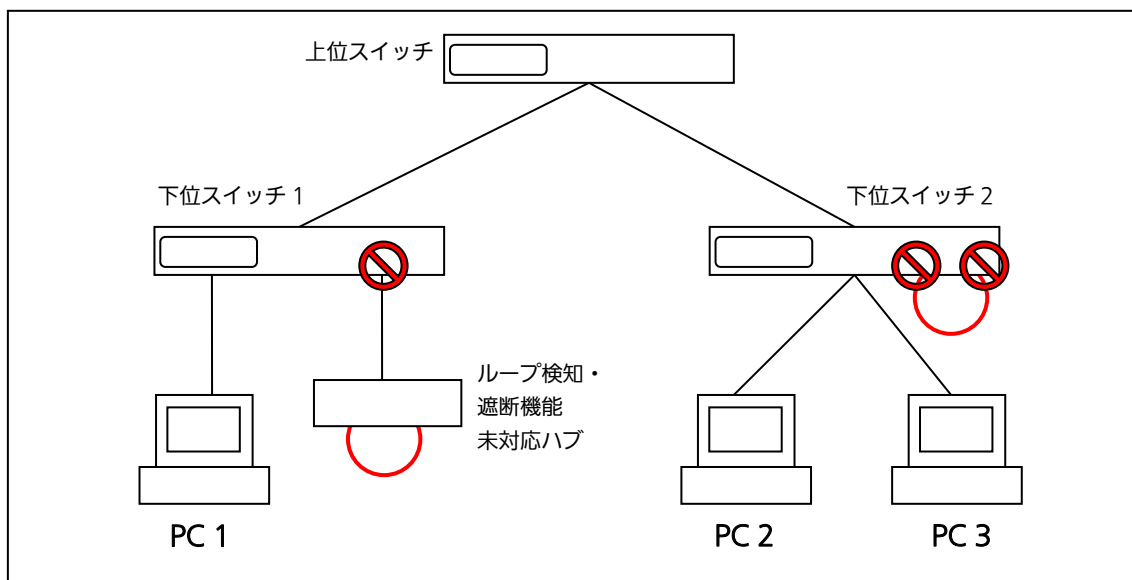 上位スイッチ
下位スイッチ 1
下位スイッチ 2
ループ検知・
遮断機能
未対応ハブ
PC 1
PC 2
PC 3